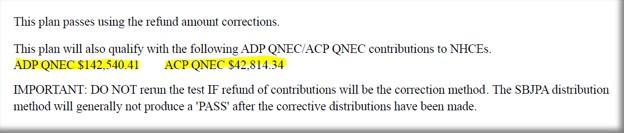 This plan passes using the refund amount corrections.
This plan will also qualify with the following ADP QNEC/ACP QNEC contributions to NHCEs.
ADP QNEC $142,540.41 ACP QNEC $42,814.34
IMPORTANT: DO NOT rerun the test IF refund of contributions will be the correction method. The SBJPA distribution
method will generally not produce a 'PASS' after the corrective distributions have been made.